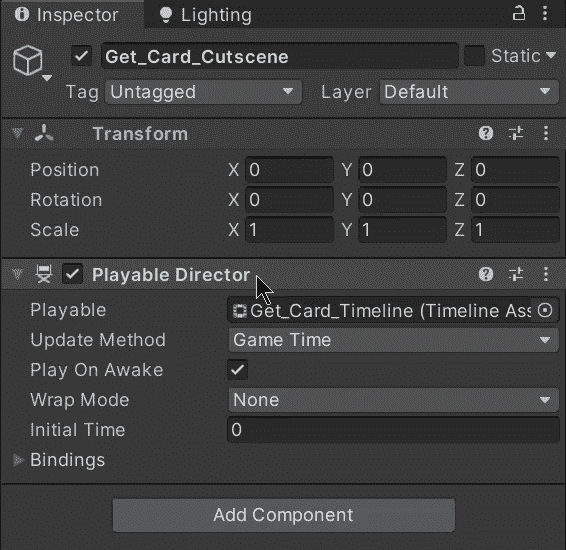 Inspector Lighting
Get_Card_Cutscene Static
Tag Untagged Layer Default
Transform
Position X 0 Y 0 Z 0
Rotation X 0 Y 0 Z 0
Scale X 1 Y 1 Z 1
Playable Director
Playable Get_Card_Timeline (Timeline Ass
Update Method Game Time
Play On Awake
Wrap Mode None
Initial Time 0
Bindings
Add Component